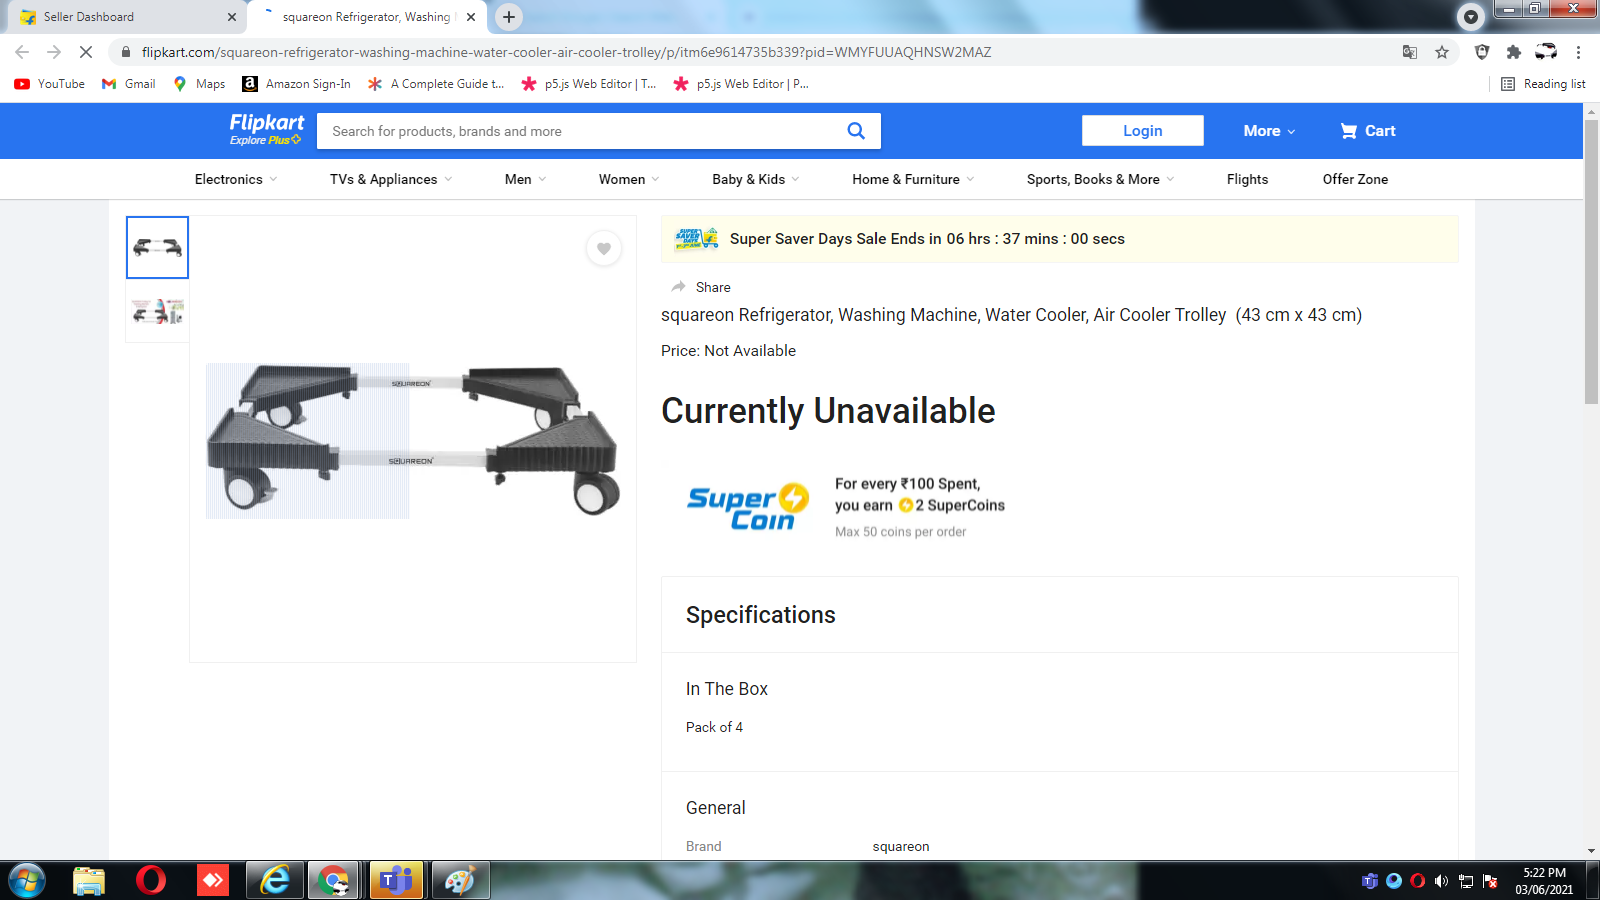 Seller Dashboard
squareon Refrigerator, Washing
flipkart.com/squareon-refrigerator-washing-machine-water-cooler-air-cooler-trolley/p/itm6e9614735b339?pid=WMYFUUAQHNSW2MAZ
YouTube Gmail Maps Amazon Sign-In A Complete Guide t... p5.js Web Editor | T... p5.js Web Editor | P... Reading list
Flipkart
Explore Plus
Search for products, brands and more
Login More Cart
Electronics TVs & Appliances Men Women Baby & Kids Home & Furniture Sports, Books & More Flights Offer Zone
SUPER SAVER DAYS
Super Saver Days Sale Ends in 06 hrs : 37 mins : 00 secs
Share
squareon Refrigerator, Washing Machine, Water Cooler, Air Cooler Trolley (43 cm x 43 cm)
Price: Not Available
SQUAREON
SQUAREON
Currently Unavailable
Super Coin
For every ₹100 Spent,
you earn 2 SuperCoins
Max 50 coins per order
Specifications
In The Box
Pack of 4
General
Brand squareon
5:22 PM
03/06/2021